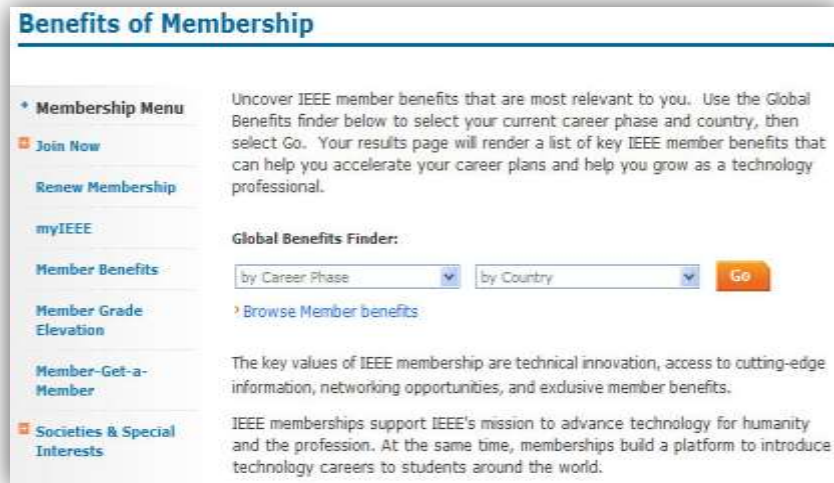 Benefits of Membership
Membership Menu
Join Now
Renew Membership
myIEEE
Member Benefits
Member Grade
Elevation
Member-Get-a-
Member
Societies & Special
Interests
Uncover IEEE member benefits that are most relevant to you. Use the Global
Benefits finder below to select your current career phase and country, then
select Go. Your results page will render a list of key IEEE member benefits that
can help you accelerate your career plans and help you grow as a technology
professional.
Global Benefits Finder:
by Career Phase by Country Go
Browse Member benefits
The key values of IEEE membership are technical innovation, access to cutting-edge
information, networking opportunities, and exclusive member benefits.
IEEE memberships support IEEE's mission to advance technology for humanity
and the profession. At the same time, memberships build a platform to introduce
technology careers to students around the world.